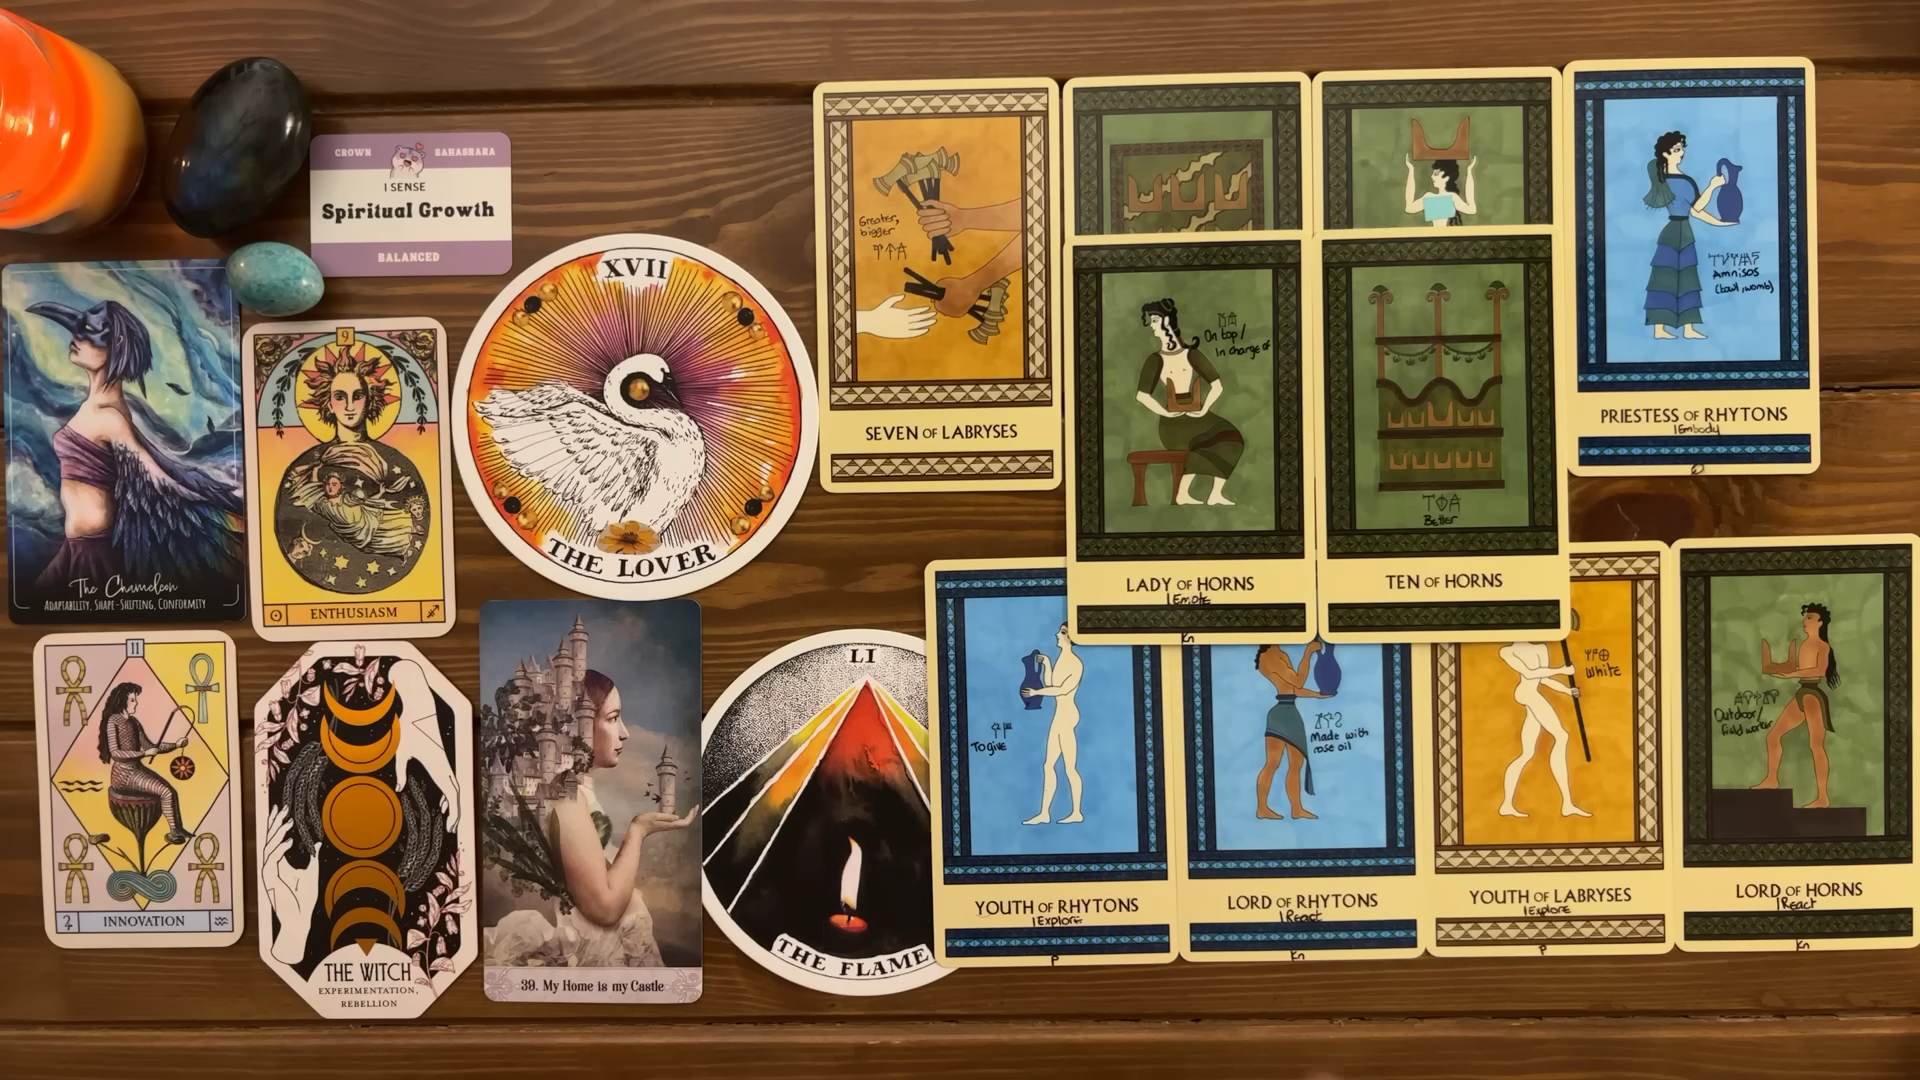 CROWN SAHASRARA
I SENSE
Spiritual Growth
BALANCED
The Chameleon
ADAPTABILITY, SHAPE-SHIFTING, CONFORMITY
9
ENTHUSIASM
XVII
THE LOVER
11
INNOVATION
THE WITCH
EXPERIMENTATION,
REBELLION
39. My Home is my Castle
LI
THE FLAME
Greater,
bigger
SEVEN OF LABRYSES
On top/
in charge of
LADY OF HORNS
I Emote
Kn
Better
TEN OF HORNS
Amnisos
(bowl, womb)
PRIESTESS OF RHYTONS
I Embody
To give
YOUTH OF RHYTONS
I Explore
P
Made with
rose oil
LORD OF RHYTONS
I React
Kn
White
YOUTH OF LABRYSES
I Explore
P
Outdoor/
field worker
LORD OF HORNS
I React
Kn